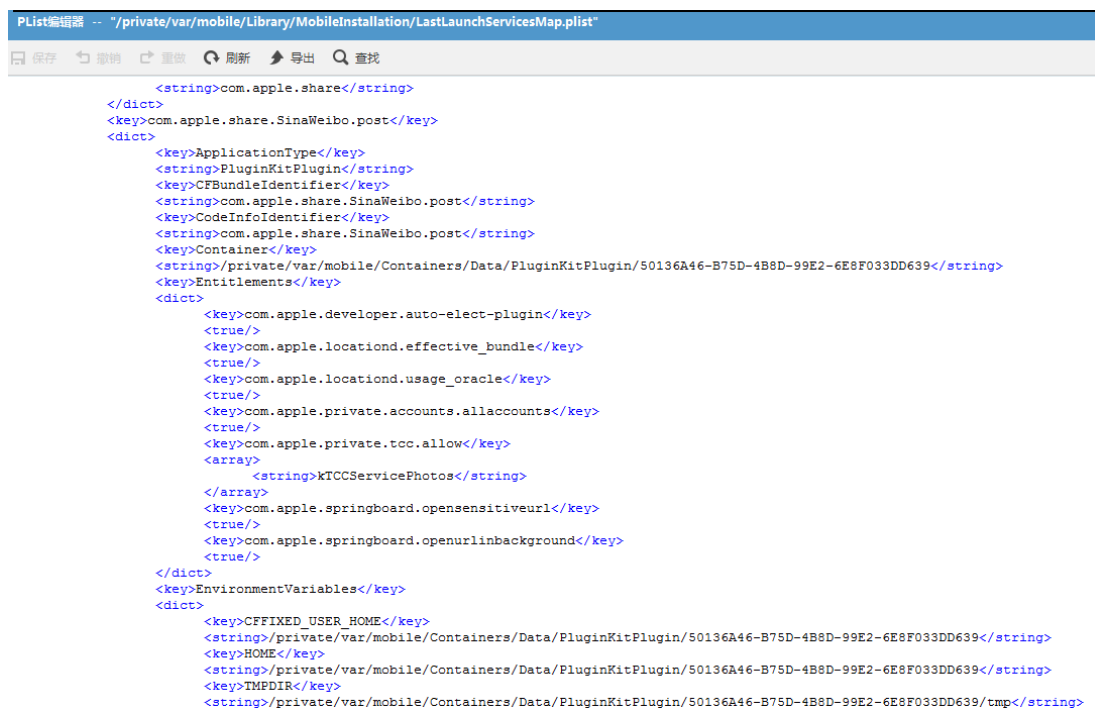 PList编辑器 -- "/private/var/mobile/Library/MobileInstallation/LastLaunchServicesMap.plist"
保存 撤销 重做 刷新 导出 查找
<string>com.apple.share</string>
</dict>
<key>com.apple.share.SinaWeibo.post</key>
<dict>
<key>ApplicationType</key>
<string>PluginKitPlugin</string>
<key>CFBundleIdentifier</key>
<string>com.apple.share.SinaWeibo.post</string>
<key>CodeInfoIdentifier</key>
<string>com.apple.share.SinaWeibo.post</string>
<key>Container</key>
<string>/private/var/mobile/Containers/Data/PluginKitPlugin/50136A46-B75D-4B8D-99E2-6E8F033DD639</string>
<key>Entitlements</key>
<dict>
<key>com.apple.developer.auto-elect-plugin</key>
<true/>
<key>com.apple.locationd.effective_bundle</key>
<true/>
<key>com.apple.locationd.usage_oracle</key>
<true/>
<key>com.apple.private.accounts.allaccounts</key>
<true/>
<key>com.apple.private.tcc.allow</key>
<array>
<string>kTCCServicePhotos</string>
</array>
<key>com.apple.springboard.opensensitiveurl</key>
<true/>
<key>com.apple.springboard.openurlinbackground</key>
<true/>
</dict>
<key>EnvironmentVariables</key>
<dict>
<key>CFFIXED_USER_HOME</key>
<string>/private/var/mobile/Containers/Data/PluginKitPlugin/50136A46-B75D-4B8D-99E2-6E8F033DD639</string>
<key>HOME</key>
<string>/private/var/mobile/Containers/Data/PluginKitPlugin/50136A46-B75D-4B8D-99E2-6E8F033DD639</string>
<key>TMPDIR</key>
<string>/private/var/mobile/Containers/Data/PluginKitPlugin/50136A46-B75D-4B8D-99E2-6E8F033DD639/tmp</string>